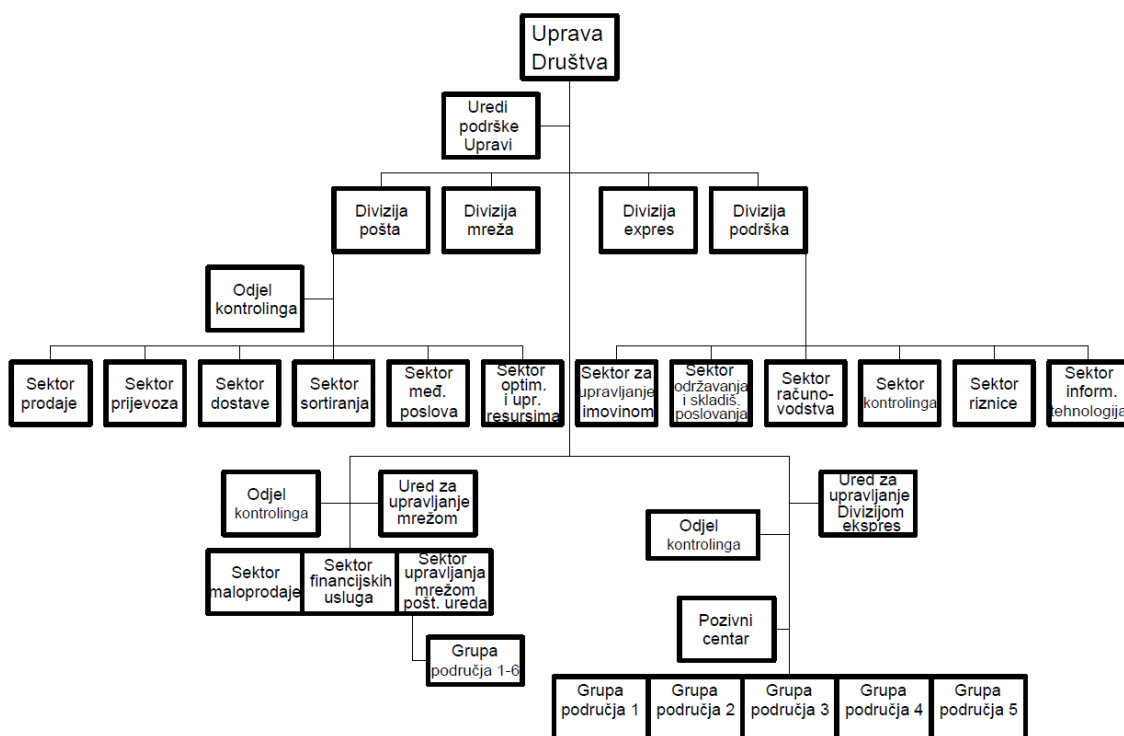 Uprava
Društva
Uredi
podrške
Upravi
Divizija
pošta
Divizija
mreža
Divizija
expres
Divizija
podrška
Odjel
kontrolinga
Sektor
prodaje
Sektor
prijevoza
Sektor
dostave
Sektor
sortiranja
Sektor
međ.
poslova
Sektor
optim.
i upr.
resursima
Sektor za
upravljanje
imovinom
Sektor
održavanja
i skladiš.
poslovanja
Sektor
računo-
vodstva
Sektor
kontrolinga
Sektor
riznice
Sektor
inform.
tehnologija
Odjel
kontrolinga
Ured za
upravljanje
mrežom
Ured za
upravljanje
Divizijom
ekspres
Odjel
kontrolinga
Sektor
maloprodaje
Sektor
financijskih
usluga
Sektor
upravljanja
mrežom
pošt. ureda
Pozivni
centar
Grupa
područja 1-6
Grupa
područja 1
Grupa
područja 2
Grupa
područja 3
Grupa
područja 4
Grupa
područja 5